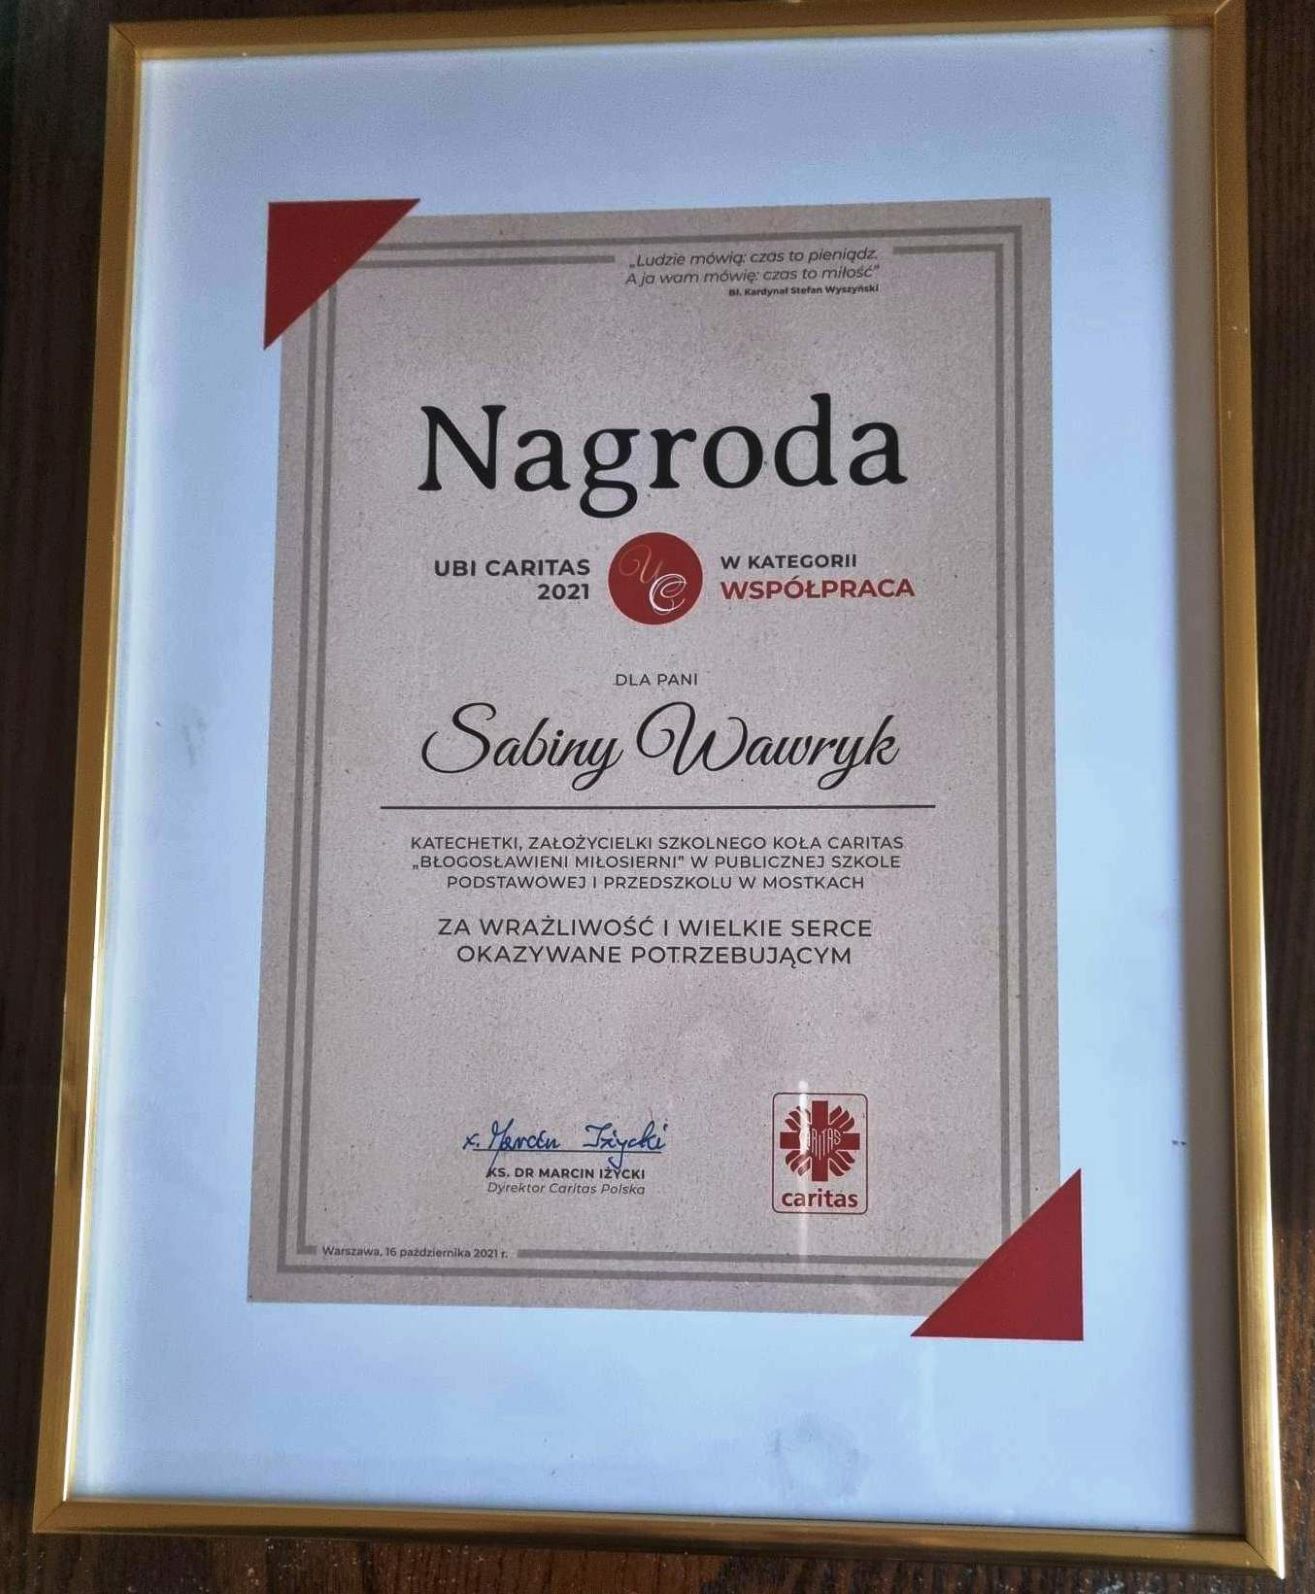 „Ludzie mówią: czas to pieniądz.
A ja wam mówię: czas to miłość”
Bł. Kardynał Stefan Wyszyński
Nagroda
UBI CARITAS
2021
UC
W KATEGORII
WSPÓŁPRACA
DLA PANI
Sabiny Wawryk
KATECHETKI, ZAŁOŻYCIELKI SZKOLNEGO KOŁA CARITAS
„BŁOGOSŁAWIENI MIŁOSIERNI” W PUBLICZNEJ SZKOLE
PODSTAWOWEJ I PRZEDSZKOLU W MOSTKACH
ZA WRAŻLIWOŚĆ I WIELKIE SERCE
OKAZYWANE POTRZEBUJĄCYM
x. Marcin Iżycki
KS. DR MARCIN IŻYCKI
Dyrektor Caritas Polska
CARITAS
caritas
Warszawa, 16 października 2021 r.